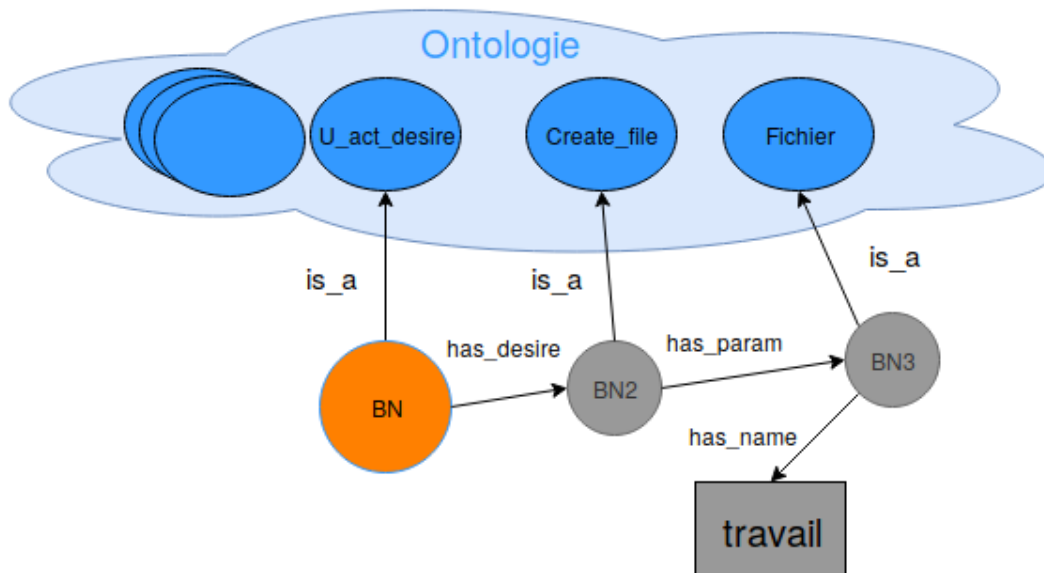 Ontologie
U_act_desire
Create_file
Fichier
is_a
is_a
is_a
has_desire
has_param
BN
BN2
BN3
has_name
travail